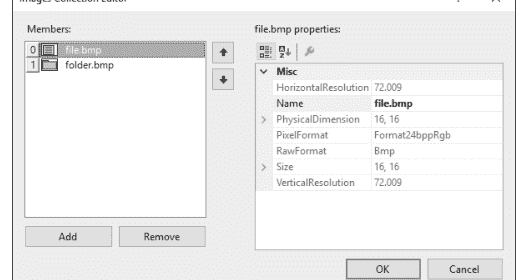 Images Collection Editor
Members:
file.bmp properties:
0 file.bmp
1 folder.bmp
Misc
HorizontalResolution 72.009
Name file.bmp
PhysicalDimension 16, 16
PixelFormat Format24bppRgb
RawFormat Bmp
Size 16, 16
VerticalResolution 72.009
Add Remove
OK Cancel